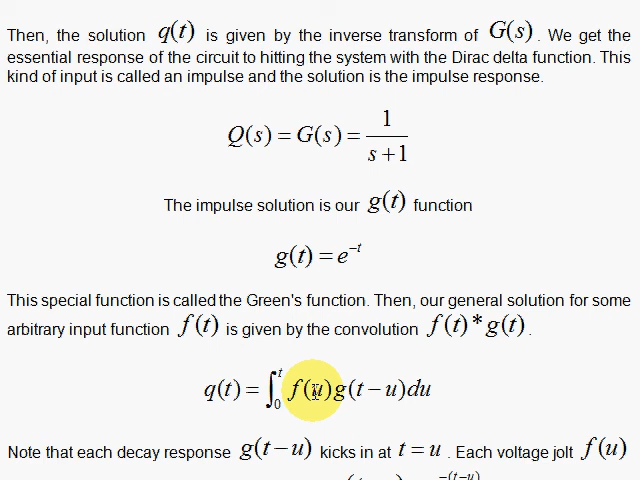 Then, the solution q(t) is given by the inverse transform of G(s). We get the
essential response of the circuit to hitting the system with the Dirac delta function. This
kind of input is called an impulse and the solution is the impulse response.
Q(s) = G(s) = 1/(s+1)
The impulse solution is our g(t) function
g(t) = e^{-t}
This special function is called the Green's function. Then, our general solution for some
arbitrary input function f(t) is given by the convolution f(t)*g(t).
q(t) = ∫_0^t f(u)g(t−u)du
Note that each decay response g(t−u) kicks in at t = u. Each voltage jolt f(u)
−(t−u)